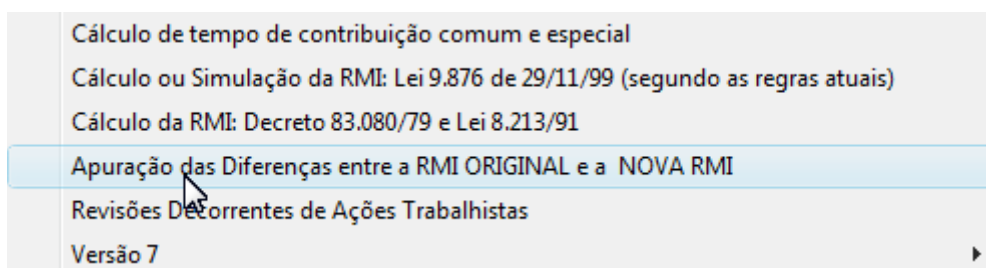 Cálculo de tempo de contribuição comum e especial
Cálculo ou Simulação da RMI: Lei 9.876 de 29/11/99 (segundo as regras atuais)
Cálculo da RMI: Decreto 83.080/79 e Lei 8.213/91
Apuração das Diferenças entre a RMI ORIGINAL e a NOVA RMI
Revisões Decorrentes de Ações Trabalhistas
Versão 7